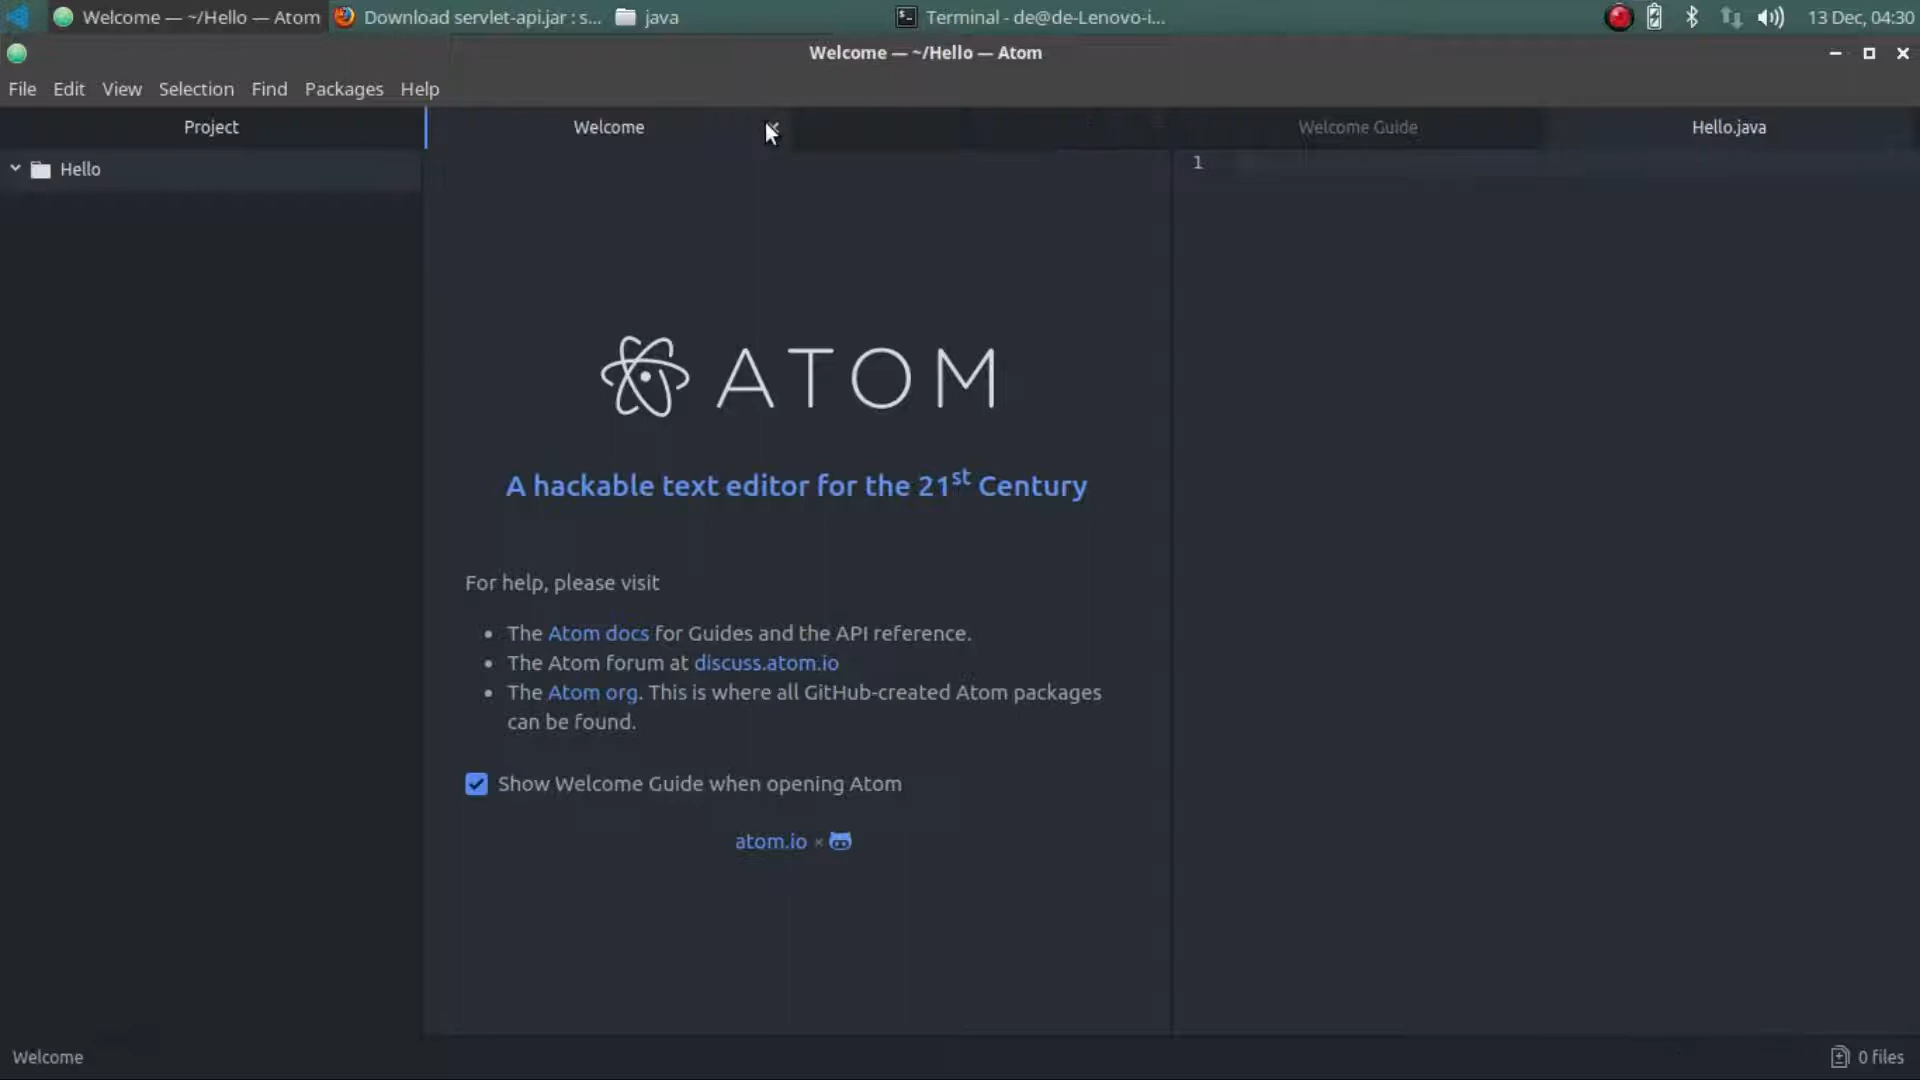 Welcome — ~/Hello — Atom
Download servlet-api.jar : s...
java
Terminal - de@de-Lenovo-i...
13 Dec, 04:30
Welcome — ~/Hello — Atom
File Edit View Selection Find Packages Help
Project
Welcome
Welcome Guide
Hello.java
Hello
1
ATOM
A hackable text editor for the 21st Century
For help, please visit
• The Atom docs for Guides and the API reference.
• The Atom forum at discuss.atom.io
• The Atom org. This is where all GitHub-created Atom packages
can be found.
Show Welcome Guide when opening Atom
atom.io ×
Welcome
0 files